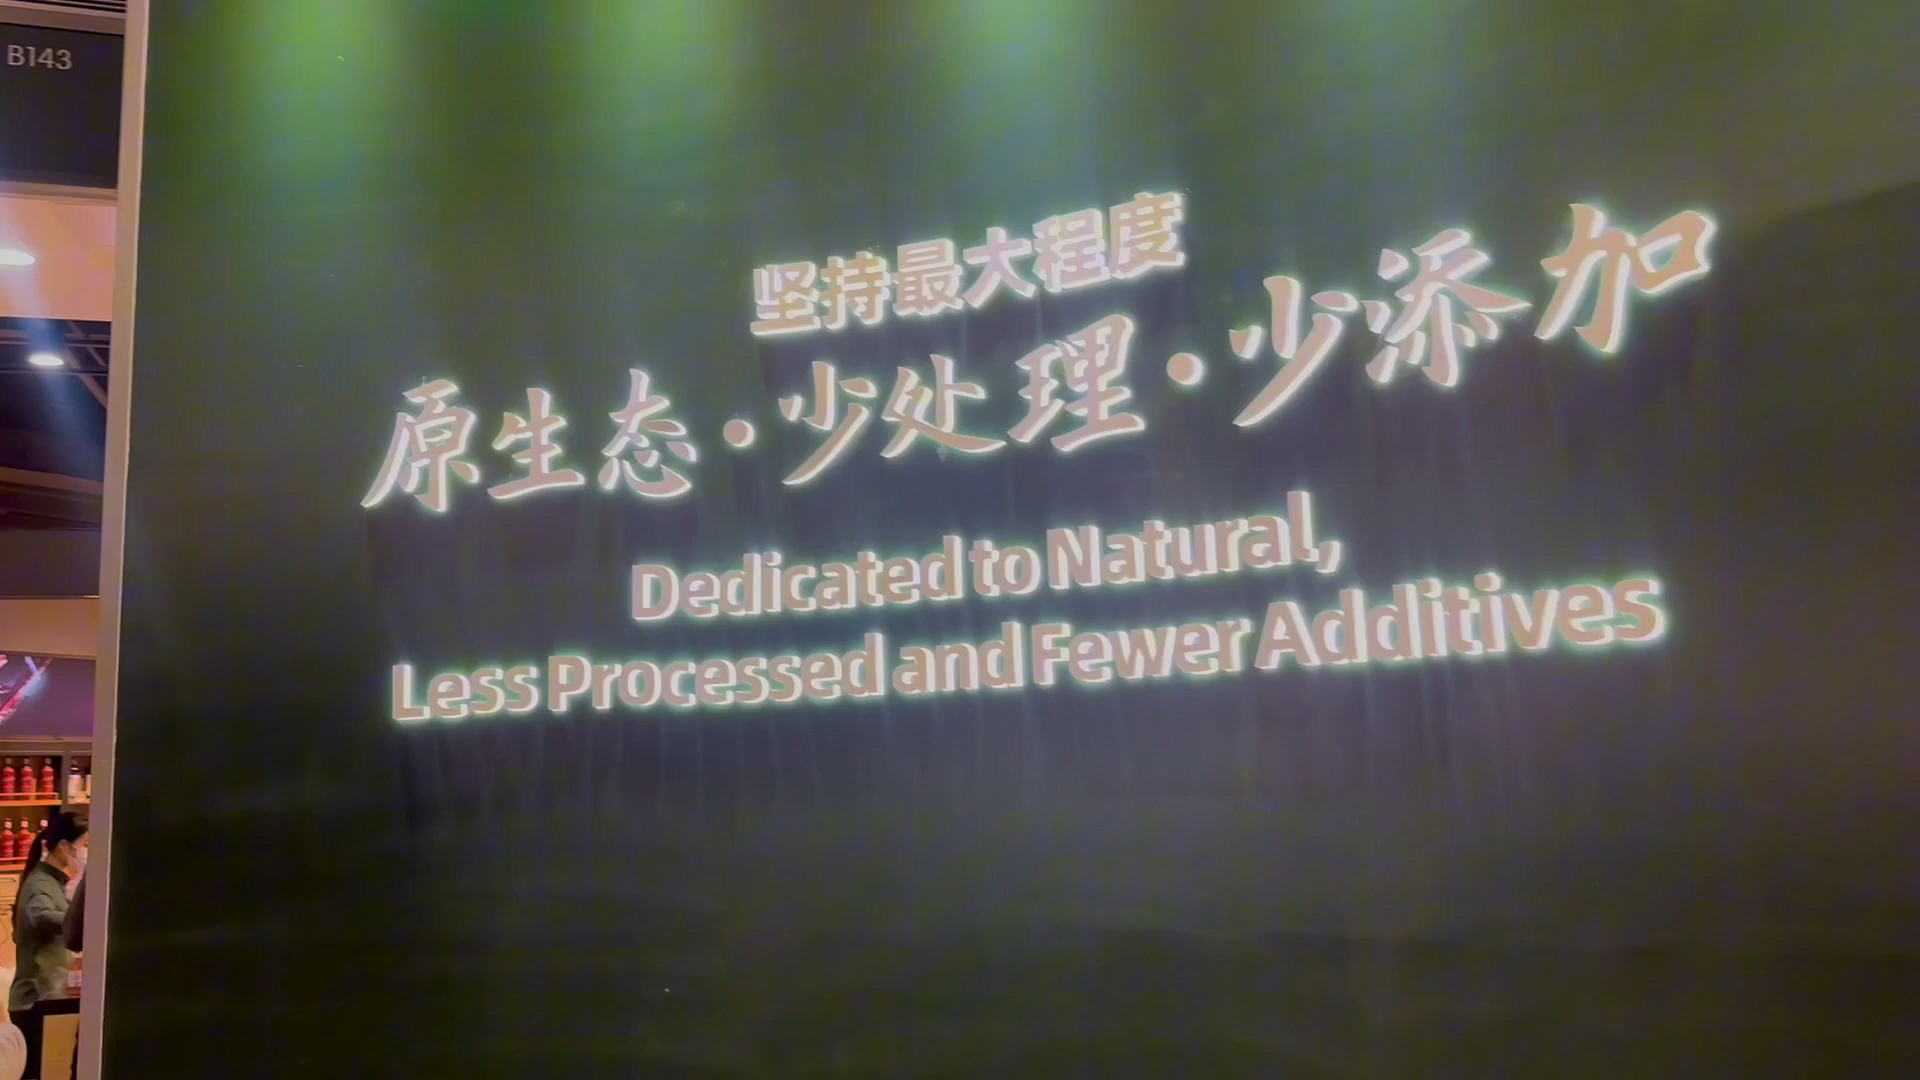 B143
坚持最大程度
原生态·少处理·少添加
Dedicated to Natural,
Less Processed and Fewer Additives